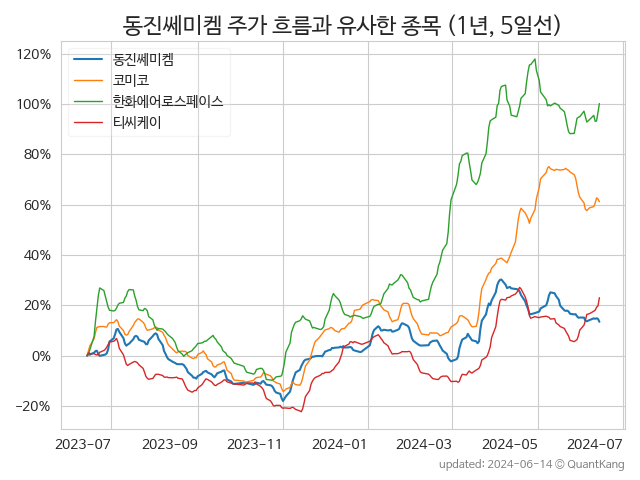 동진쎄미켐 주가 흐름과 유사한 종목 (1년, 5일선)
120%
100%
80%
60%
40%
20%
0%
−20%
동진쎄미켐
코미코
한화에어로스페이스
티씨케이
2023−07
2023−09
2023−11
2024−01
2024−03
2024−05
2024−07
updated: 2024-06-14 © QuantKang